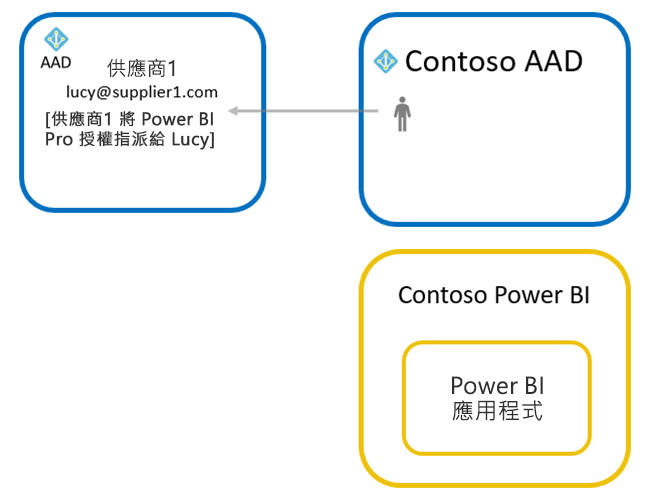 AAD
供應商1
lucy@supplier1.com
[供應商1 將 Power BI
Pro 授權指派給 Lucy]
Contoso AAD
Contoso Power BI
Power BI
應用程式